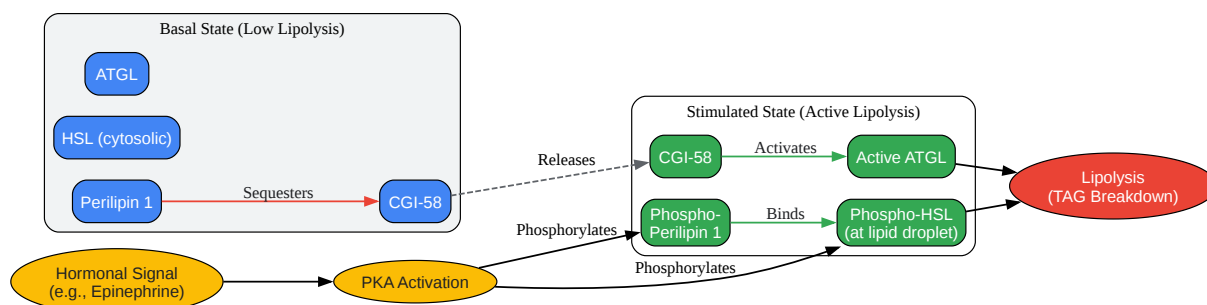 Basal State (Low Lipolysis)
ATGL
HSL (cytosolic)
Perilipin 1
Sequesters
CGI-58
Releases
Stimulated State (Active Lipolysis)
CGI-58
Activates
Active ATGL
Phospho-
Perilipin 1
Binds
Phospho-HSL
(at lipid droplet)
Lipolysis
(TAG Breakdown)
Hormonal Signal
(e.g., Epinephrine)
PKA Activation
Phosphorylates
Phosphorylates